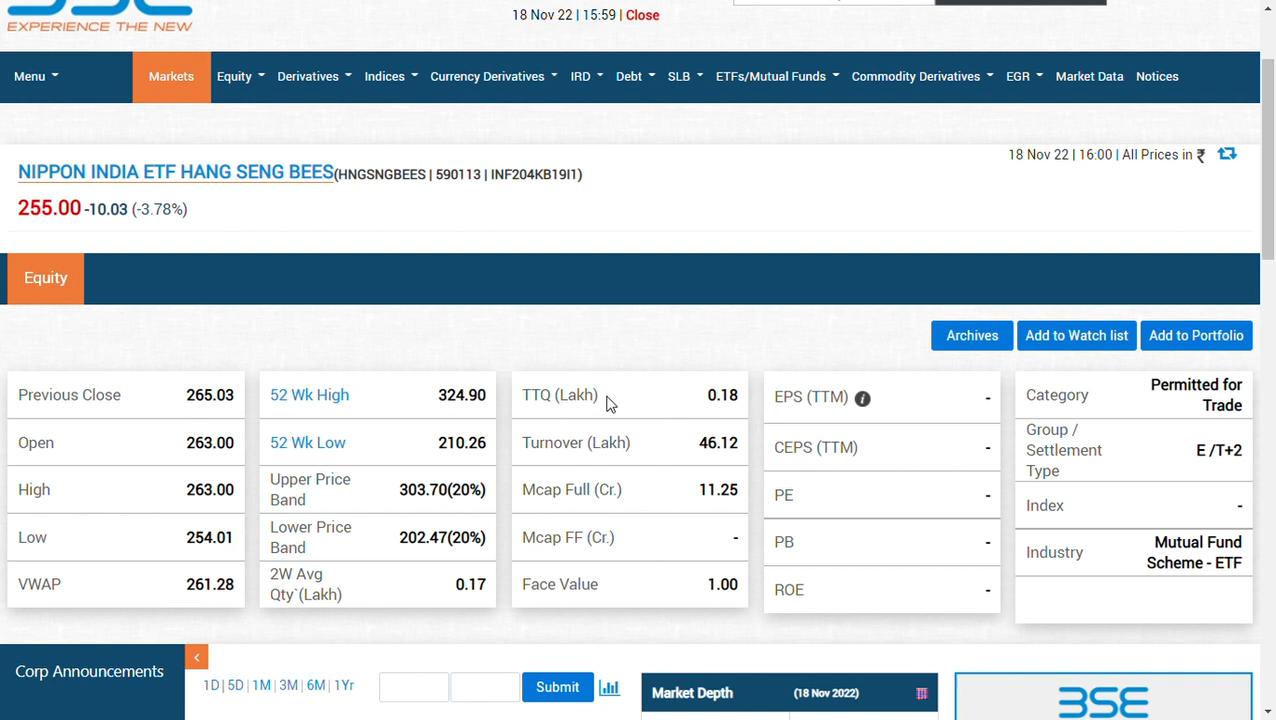 EXPERIENCE THE NEW
18 Nov 22 | 15:59 | Close
Menu Markets Equity Derivatives Indices Currency Derivatives IRD Debt SLB ETFs/Mutual Funds Commodity Derivatives EGR Market Data Notices
18 Nov 22 | 16:00 | All Prices in ₹
NIPPON INDIA ETF HANG SENG BEES(HNGSNGBEES | 590113 | INF204KB19I1)
255.00 -10.03 (-3.78%)
Equity
Archives Add to Watch list Add to Portfolio
Previous Close 265.03
Open 263.00
High 263.00
Low 254.01
VWAP 261.28
52 Wk High 324.90
52 Wk Low 210.26
Upper Price
Band 303.70(20%)
Lower Price
Band 202.47(20%)
2W Avg
Qty`(Lakh) 0.17
TTQ (Lakh) 0.18
Turnover (Lakh) 46.12
Mcap Full (Cr.) 11.25
Mcap FF (Cr.) -
Face Value 1.00
EPS (TTM) i -
CEPS (TTM) -
PE -
PB -
ROE -
Category Permitted for
Trade
Group /
Settlement
Type E /T+2
Index -
Industry Mutual Fund
Scheme - ETF
Corp Announcements
1D| 5D| 1M| 3M| 6M| 1Yr Submit
Market Depth (18 Nov 2022)
BSE